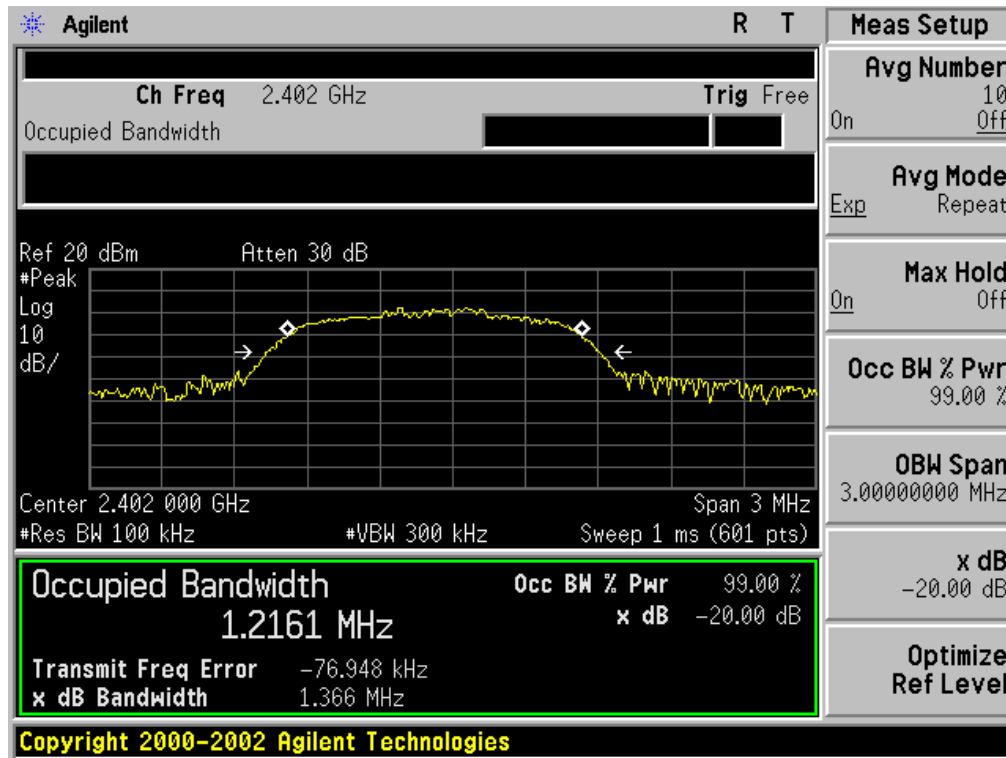 Agilent R T
Meas Setup
Ch Freq 2.402 GHz Trig Free
Occupied Bandwidth
Ref 20 dBm Atten 30 dB
#Peak
Log
10
dB/
Center 2.402 000 GHz Span 3 MHz
#Res BW 100 kHz #VBW 300 kHz Sweep 1 ms (601 pts)
Occupied Bandwidth Occ BW % Pwr 99.00 %
1.2161 MHz x dB -20.00 dB
Transmit Freq Error -76.948 kHz
x dB Bandwidth 1.366 MHz
Avg Number
10
On Off
Avg Mode
Exp Repeat
Max Hold
On Off
Occ BW % Pwr
99.00 %
OBW Span
3.00000000 MHz
x dB
-20.00 dB
Optimize
Ref Level
Copyright 2000-2002 Agilent Technologies